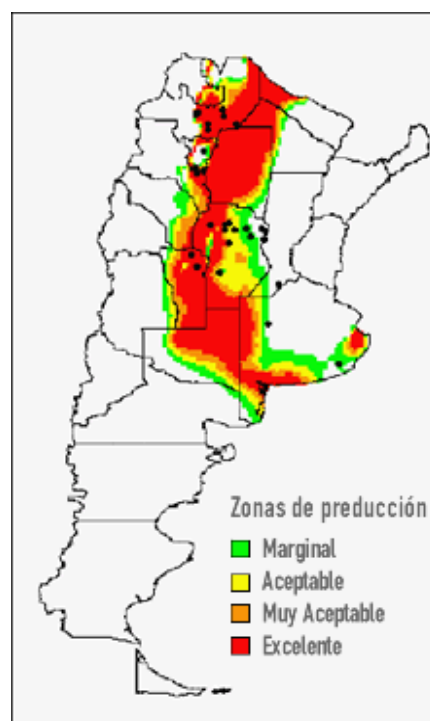 Zonas de preducción
Marginal
Aceptable
Muy Aceptable
Excelente